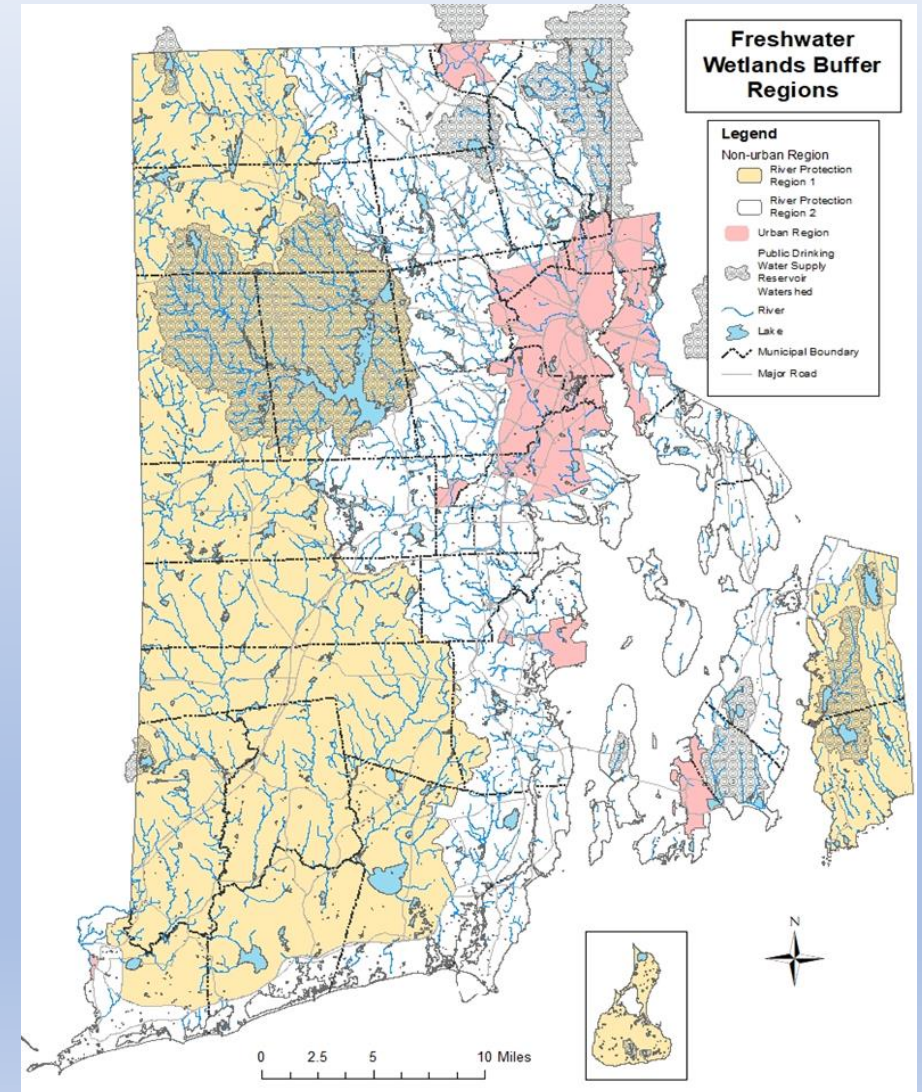 Freshwater
Wetlands Buffer
Regions
Legend
Non-urban Region
River Protection
Region 1
River Protection
Region 2
Urban Region
Public Drinking
Water Supply
Reservoir
Watershed
River
Lake
Municipal Boundary
Major Road
N
0 2.5 5 10 Miles